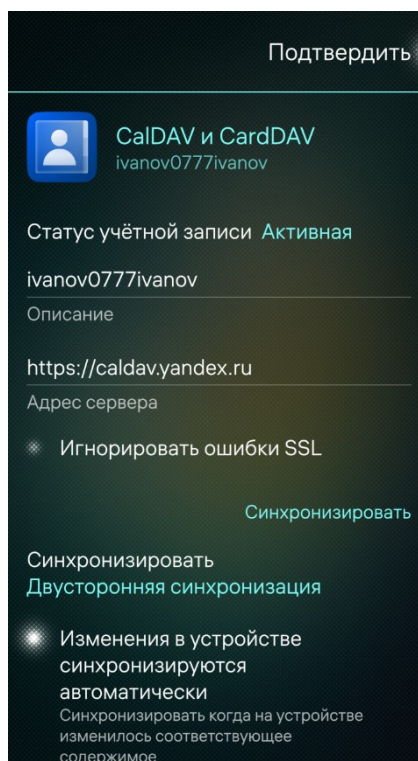 Подтвердить
CalDAV и CardDAV
ivanov0777ivanov
Статус учётной записи Активная
ivanov0777ivanov
Описание
https://caldav.yandex.ru
Адрес сервера
Игнорировать ошибки SSL
Синхронизировать
Синхронизировать
Двусторонняя синхронизация
Изменения в устройстве
синхронизируются
автоматически
Синхронизировать когда на устройстве
изменилось соответствующее
содержимое